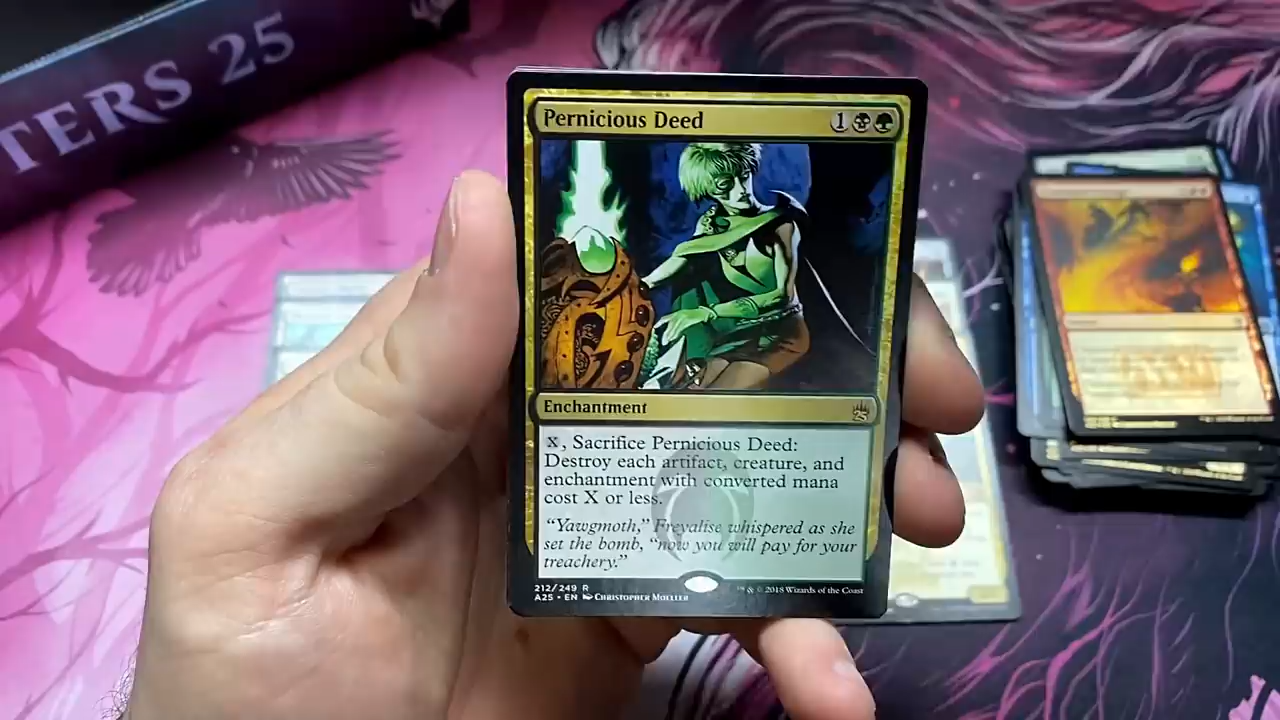 TERS 25
Pernicious Deed
1
Enchantment
25
X, Sacrifice Pernicious Deed:
Destroy each artifact, creature, and
enchantment with converted mana
cost X or less.
"Yawgmoth," Freyalise whispered as she
set the bomb, "now you will pay for your
treachery."
212/249 R
A25 • EN Christopher Moeller
™ & © 2018 Wizards of the Coast